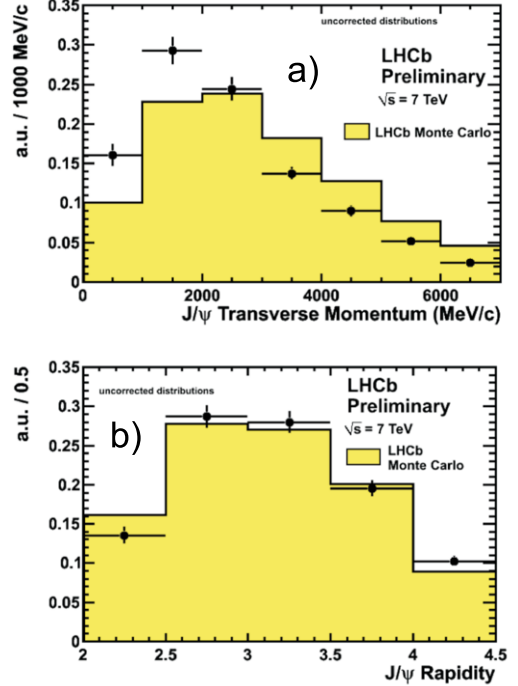 uncorrected distributions
a)
LHCb
Preliminary
√s = 7 TeV
LHCb Monte Carlo
a.u. / 1000 MeV/c
0.35
0.3
0.25
0.2
0.15
0.1
0.05
0
0 2000 4000 6000
J/ψ Transverse Momentum (MeV/c)
uncorrected distributions
b)
LHCb
Preliminary
√s = 7 TeV
LHCb
Monte Carlo
a.u. / 0.5
0.35
0.3
0.25
0.2
0.15
0.1
0.05
0
2 2.5 3 3.5 4 4.5
J/ψ Rapidity